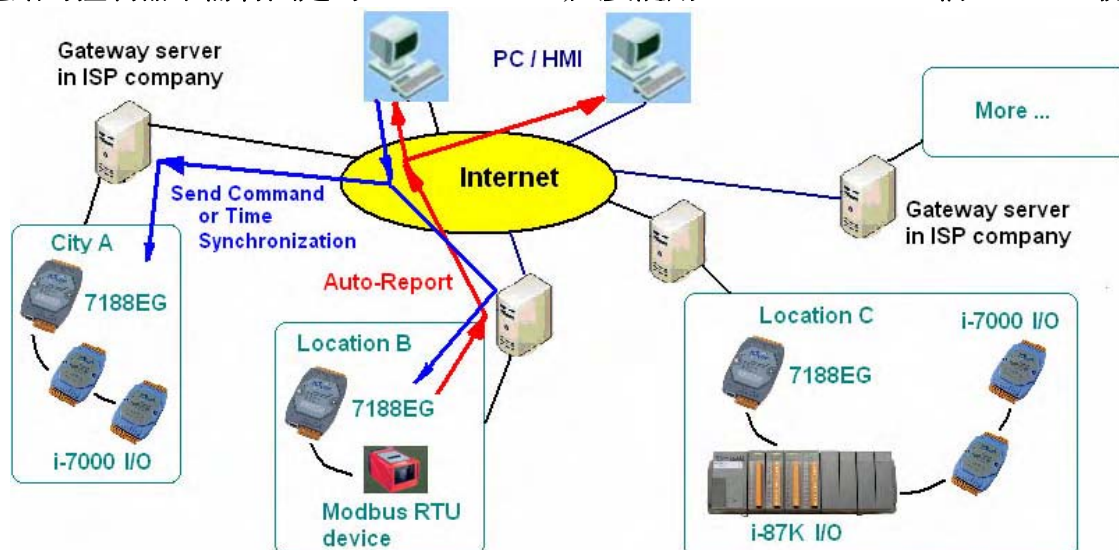 Gateway server
in ISP company
PC / HMI
More ...
Internet
Send Command
or Time
Synchronization
Gateway server
in ISP company
City A
7188EG
i-7000 I/O
Auto-Report
Location B
7188EG
Modbus RTU
device
Location C
i-7000 I/O
7188EG
i-87K I/O